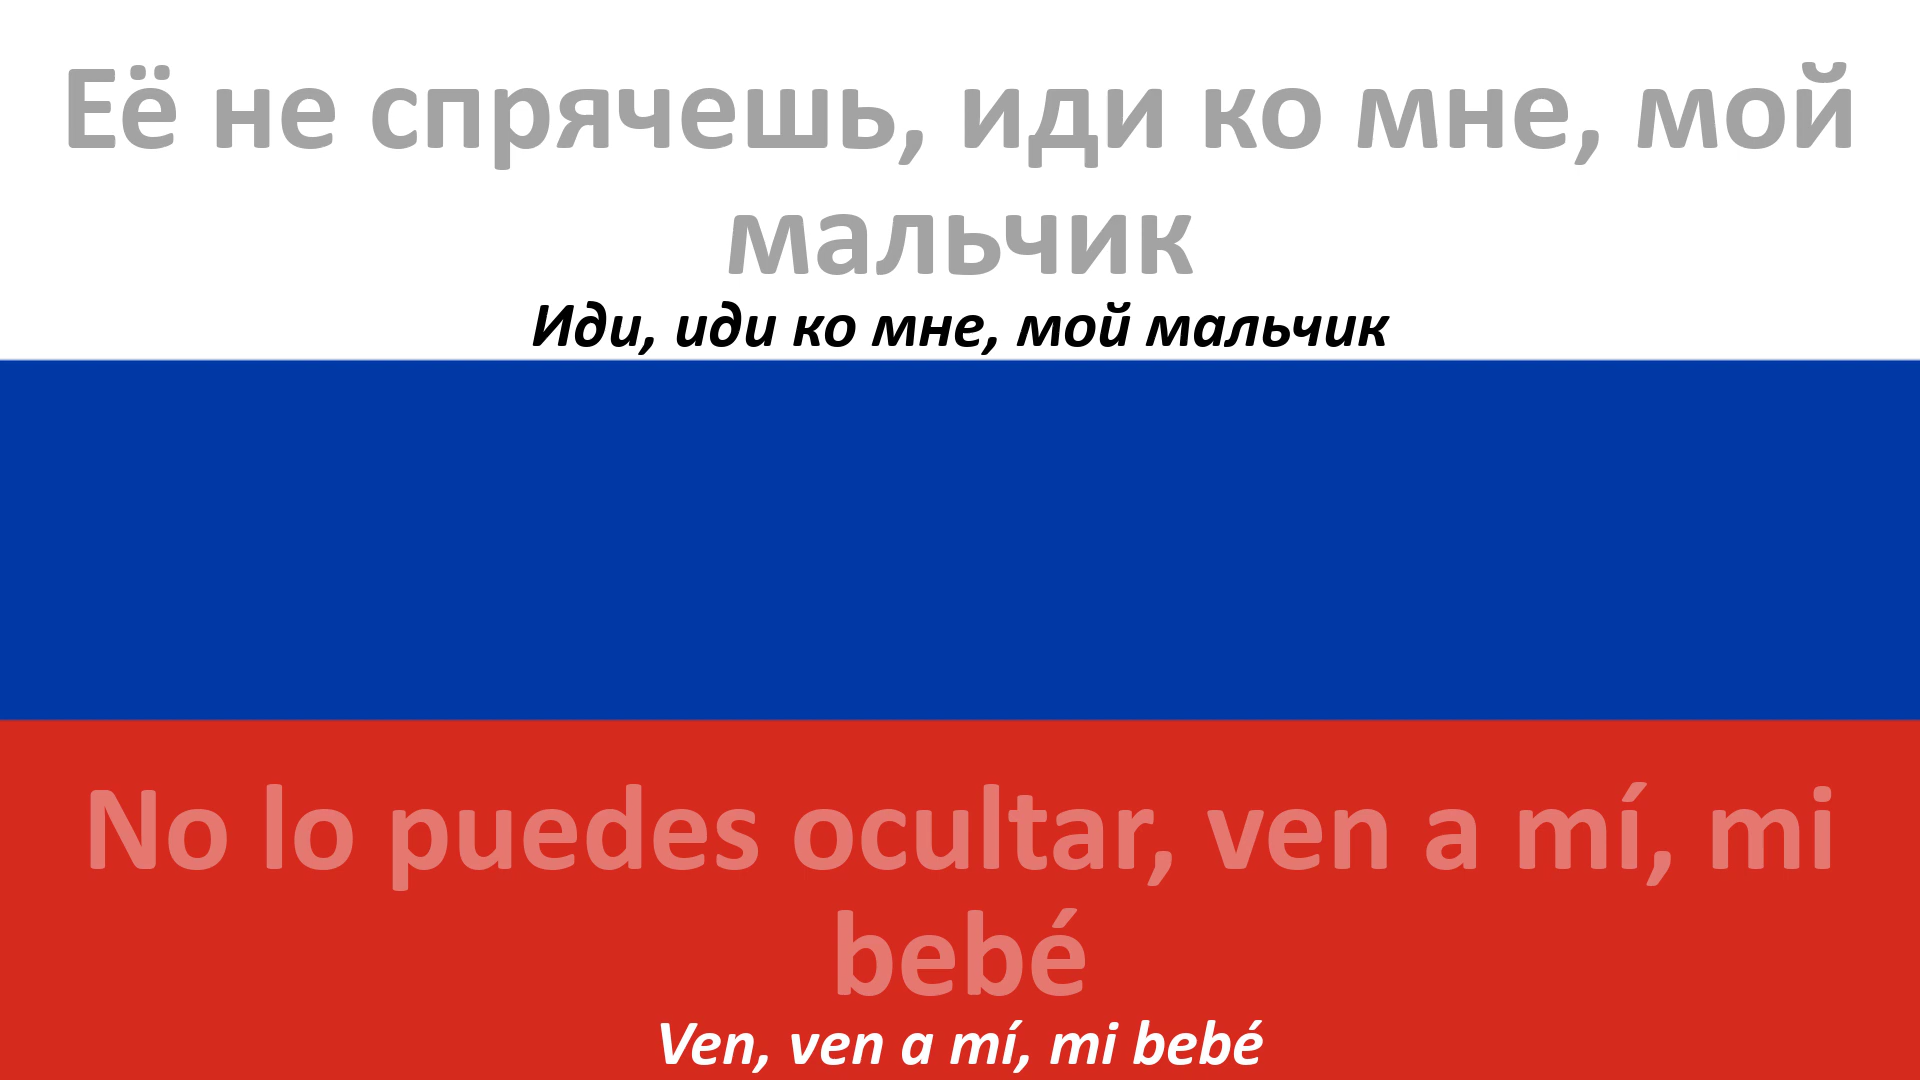 Её не спрячешь, иди ко мне, мой
мальчик
Иди, иди ко мне, мой мальчик
No lo puedes ocultar, ven a mí, mi
bebé
Ven, ven a mí, mi bebé